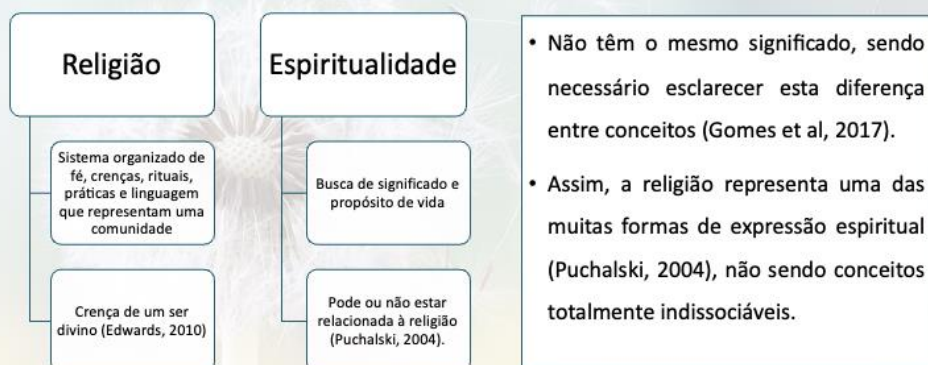 Religião
Sistema organizado de
fé, crenças, rituais,
práticas e linguagem
que representam uma
comunidade
Crença de um ser
divino (Edwards, 2010)
Espiritualidade
Busca de significado e
propósito de vida
Pode ou não estar
relacionada à religião
(Puchalski, 2004).
• Não têm o mesmo significado, sendo
necessário esclarecer esta diferença
entre conceitos (Gomes et al, 2017).
• Assim, a religião representa uma das
muitas formas de expressão espiritual
(Puchalski, 2004), não sendo conceitos
totalmente indissociáveis.